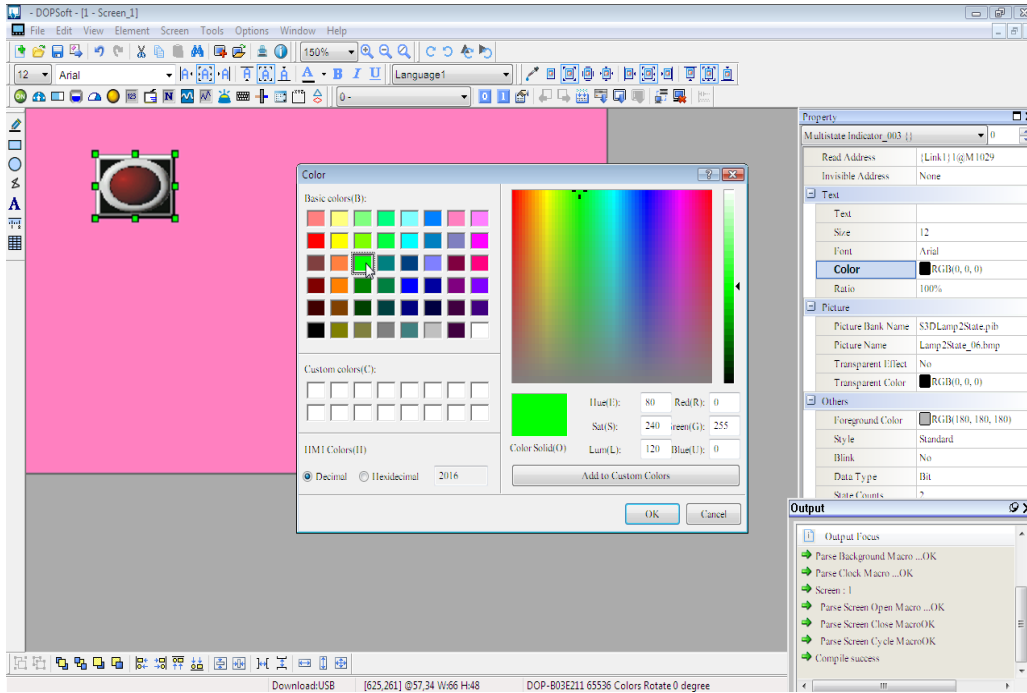 - DOPSoft - [1 - Screen_1]
File Edit View Element Screen Tools Options Window Help
150%
12 Arial A A A A A A A B I U Language1
0 -
A
Color
Basic colors(B):
Custom colors(C):
HMI Colors(H)
Decimal Hexidecimal 2016
Color Solid(O)
Hue(E): 80 Red(R): 0
Sat(S): 240 reen(G): 255
Lum(L): 120 Blue(U): 0
Add to Custom Colors
OK Cancel
Property
Multistate Indicator_003 {} 0
Read Address {Link1}1@M1029
Invisible Address None
Text
Text
Size 12
Font Arial
Color RGB(0, 0, 0)
Ratio 100%
Picture
Picture Bank Name S3DLamp2State.pib
Picture Name Lamp2State_06.bmp
Transparent Effect No
Transparent Color RGB(0, 0, 0)
Others
Foreground Color RGB(180, 180, 180)
Style Standard
Blink No
Data Type Bit
State Counts 2
Output
Output Focus
Parse Background Macro ...OK
Parse Clock Macro ...OK
Screen : 1
Parse Screen Open Macro ...OK
Parse Screen Close MacroOK
Parse Screen Cycle MacroOK
Compile success
Download:USB [625,261] @57,34 W:66 H:48 DOP-B03E211 65536 Colors Rotate 0 degree